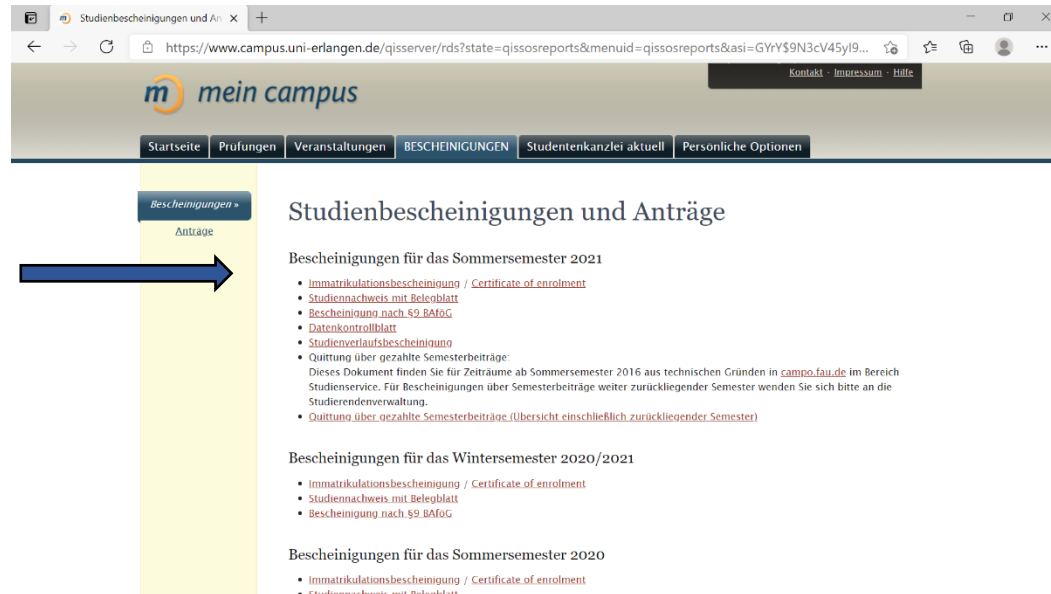 Studienbescheinigungen und An
https://www.campus.uni-erlangen.de/qisserver/rds?state=qissosreports&menuid=qissosreports&asi=GYrY$9N3cV45yI9...
Kontakt - Impressum - Hilfe
m mein campus
Startseite Prüfungen Veranstaltungen BESCHEINIGUNGEN Studentenkanzlei aktuell Persönliche Optionen
Bescheinigungen »
Anträge
Studienbescheinigungen und Anträge
Bescheinigungen für das Sommersemester 2021
Immatrikulationsbescheinigung / Certificate of enrolment
Studiennachweis mit Belegblatt
Bescheinigung nach §9 BAföG
Datenkontrollblatt
Studienverlaufsbescheinigung
Quittung über gezahlte Semesterbeiträge:
Dieses Dokument finden Sie für Zeiträume ab Sommersemester 2016 aus technischen Gründen in campo.fau.de im Bereich
Studienservice. Für Bescheinigungen über Semesterbeiträge weiter zurückliegender Semester wenden Sie sich bitte an die
Studierendenverwaltung.
Quittung über gezahlte Semesterbeiträge (Übersicht einschließlich zurückliegender Semester)
Bescheinigungen für das Wintersemester 2020/2021
Immatrikulationsbescheinigung / Certificate of enrolment
Studiennachweis mit Belegblatt
Bescheinigung nach §9 BAföG
Bescheinigungen für das Sommersemester 2020
Immatrikulationsbescheinigung / Certificate of enrolment
Studiennachweis mit Belegblatt